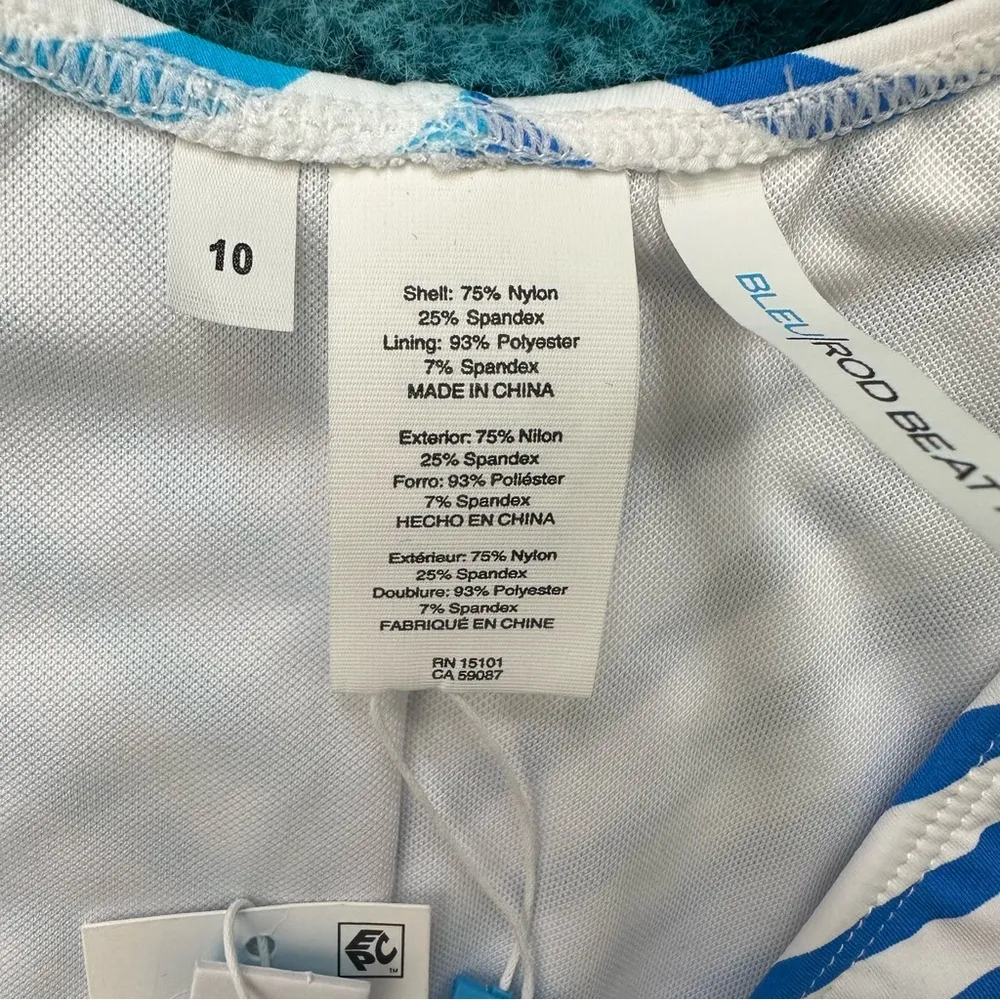 10
Shell: 75% Nylon
25% Spandex
Lining: 93% Polyester
7% Spandex
MADE IN CHINA
Exterior: 75% Nilon
25% Spandex
Forro: 93% Poliéster
7% Spandex
HECHO EN CHINA
Extérieur: 75% Nylon
25% Spandex
Doublure: 93% Polyester
7% Spandex
FABRIQUÉ EN CHINE
RN 15101
CA 59087
BLEU/ROD BEAT
EPC TM